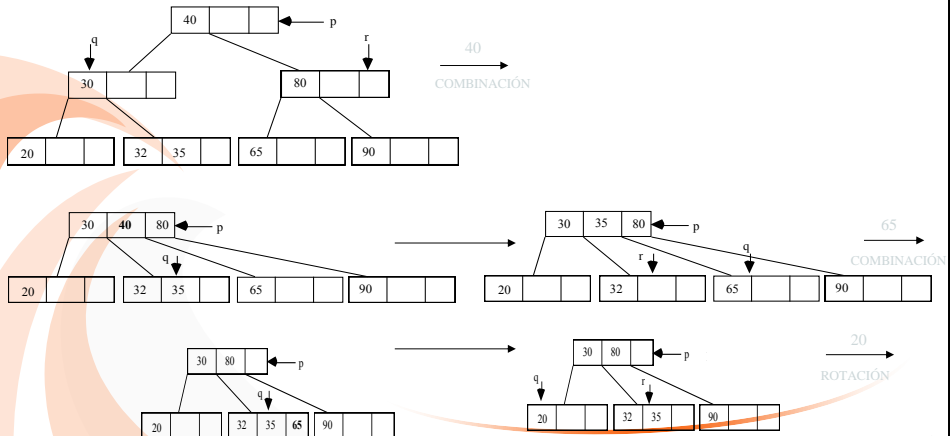 40 p
q r
40
30 80
COMBINACIÓN
20 32 35 65 90
30 40 80 p
30 35 80 p
65
q
r q
COMBINACIÓN
20 32 35 65 90
20 32 65 90
30 80 p
30 80 p
20
ROTACIÓN
q
q r
20 32 35 65 90
20 32 35 90